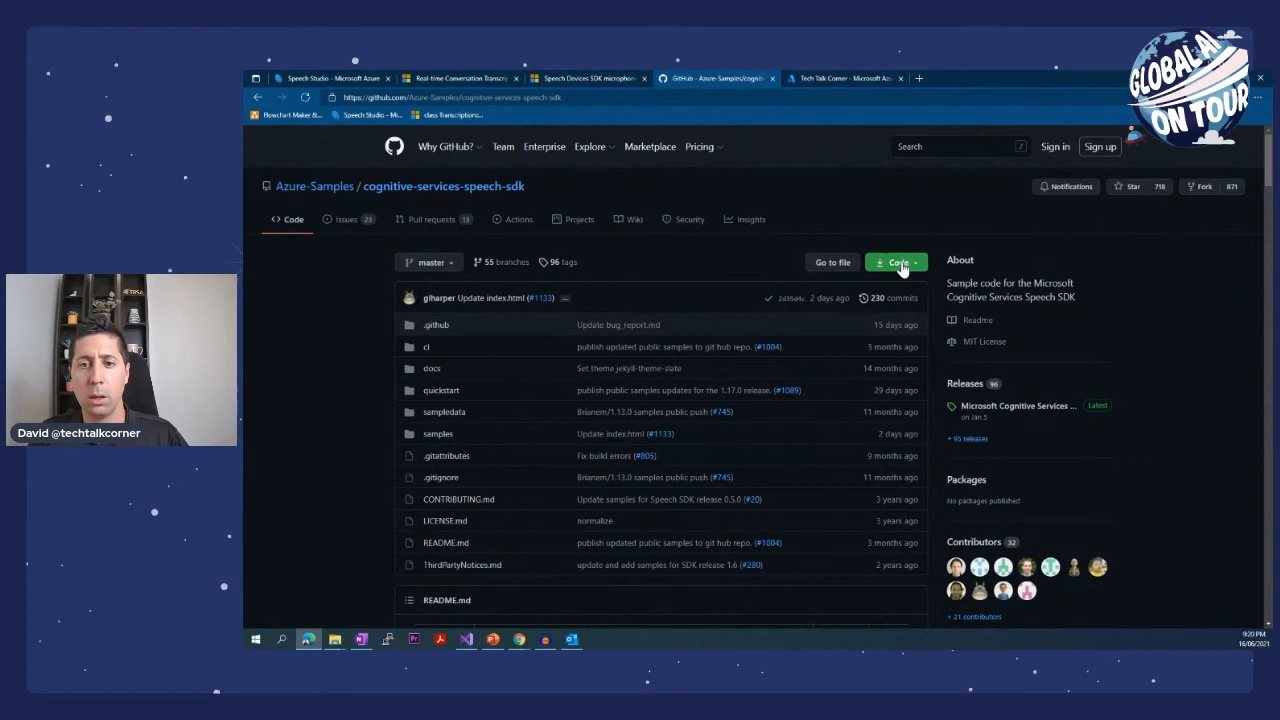 GLOBAL AI
ON TOUR
Speech Studio - Microsoft Azure
Real-time Conversation Transcrip
Speech Devices SDK microphon
GitHub - Azure-Samples/cogniti
Tech Talk Corner - Microsoft Az
https://github.com/Azure-Samples/cognitive-services-speech-sdk
Flowchart Maker &...
Speech Studio - Mi...
class Transcriptionc...
Why GitHub?
Team
Enterprise
Explore
Marketplace
Pricing
Search
/
Sign in
Sign up
Azure-Samples / cognitive-services-speech-sdk
Notifications
Star 718
Fork 871
Code
Issues 23
Pull requests 13
Actions
Projects
Wiki
Security
Insights
master
55 branches
96 tags
Go to file
Code
glharper Update index.html (#1133) ...
2d35d4c 2 days ago
230 commits
.github Update bug_report.md 15 days ago
ci publish updated public samples to git hub repo. (#1004) 3 months ago
docs Set theme jekyll-theme-slate 14 months ago
quickstart publish public samples updates for the 1.17.0 release. (#1089) 29 days ago
sampledata Brianem/1.13.0 samples public push (#745) 11 months ago
samples Update index.html (#1133) 2 days ago
.gitattributes Fix build errors (#805) 9 months ago
.gitignore Brianem/1.13.0 samples public push (#745) 11 months ago
CONTRIBUTING.md Update samples for Speech SDK release 0.5.0 (#20) 3 years ago
LICENSE.md normalize 3 years ago
README.md publish updated public samples to git hub repo. (#1004) 3 months ago
ThirdPartyNotices.md update and add samples for SDK release 1.6 (#280) 2 years ago
README.md
About
Sample code for the Microsoft
Cognitive Services Speech SDK
Readme
MIT License
Releases 96
Microsoft Cognitive Services ... Latest
on Jan 5
+ 95 releases
Packages
No packages published
Contributors 32
+ 21 contributors
David @techtalkcorner
9:20 PM
16/06/2021